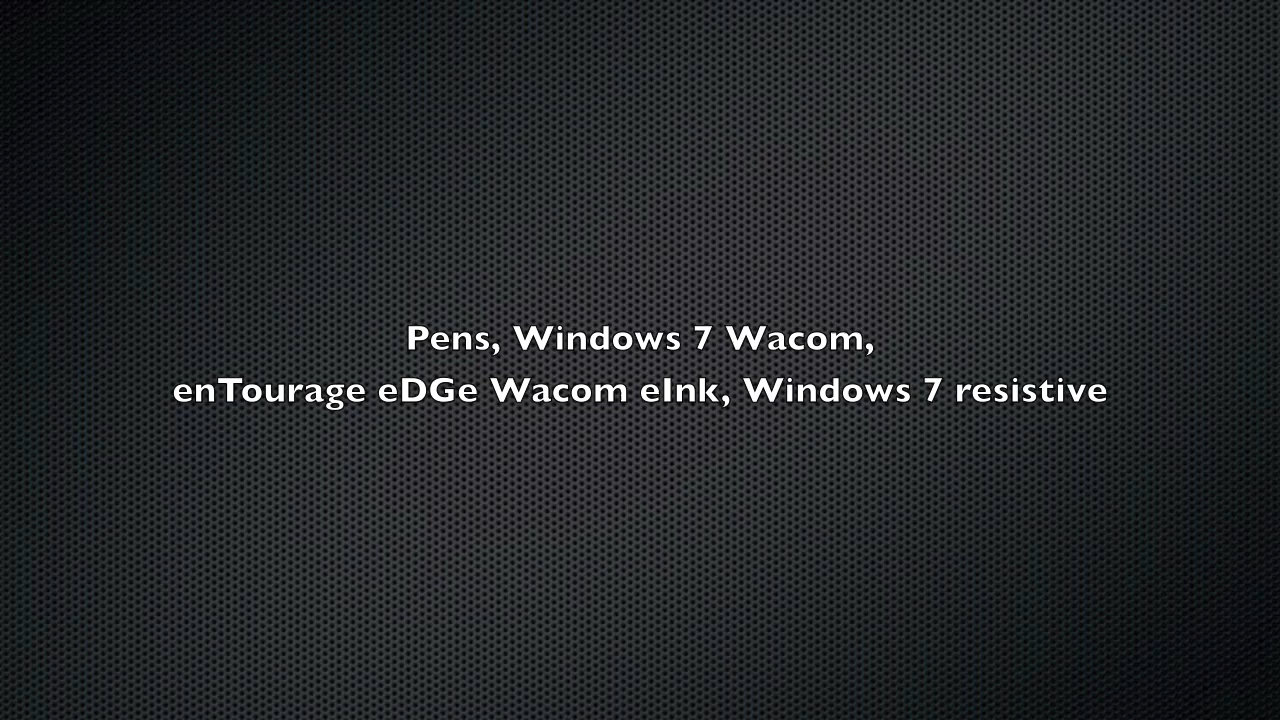 Pens, Windows 7 Wacom,
enTourage eDGe Wacom eInk, Windows 7 resistive